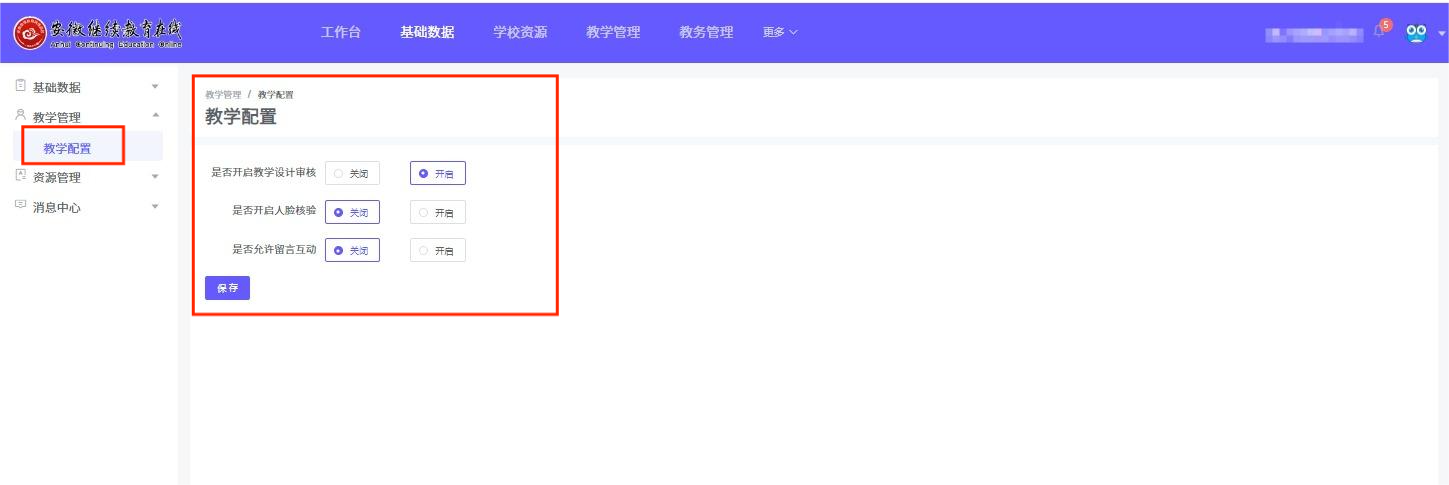 安徽继续教育在线
Anhui Continuing Education Online
工作台
基础数据
学校资源
教学管理
教务管理
更多
5
基础数据
教学管理
教学配置
资源管理
消息中心
教学管理 / 教学配置
教学配置
是否开启教学设计审核 关闭 开启
是否开启人脸核验 关闭 开启
是否允许留言互动 关闭 开启
保存